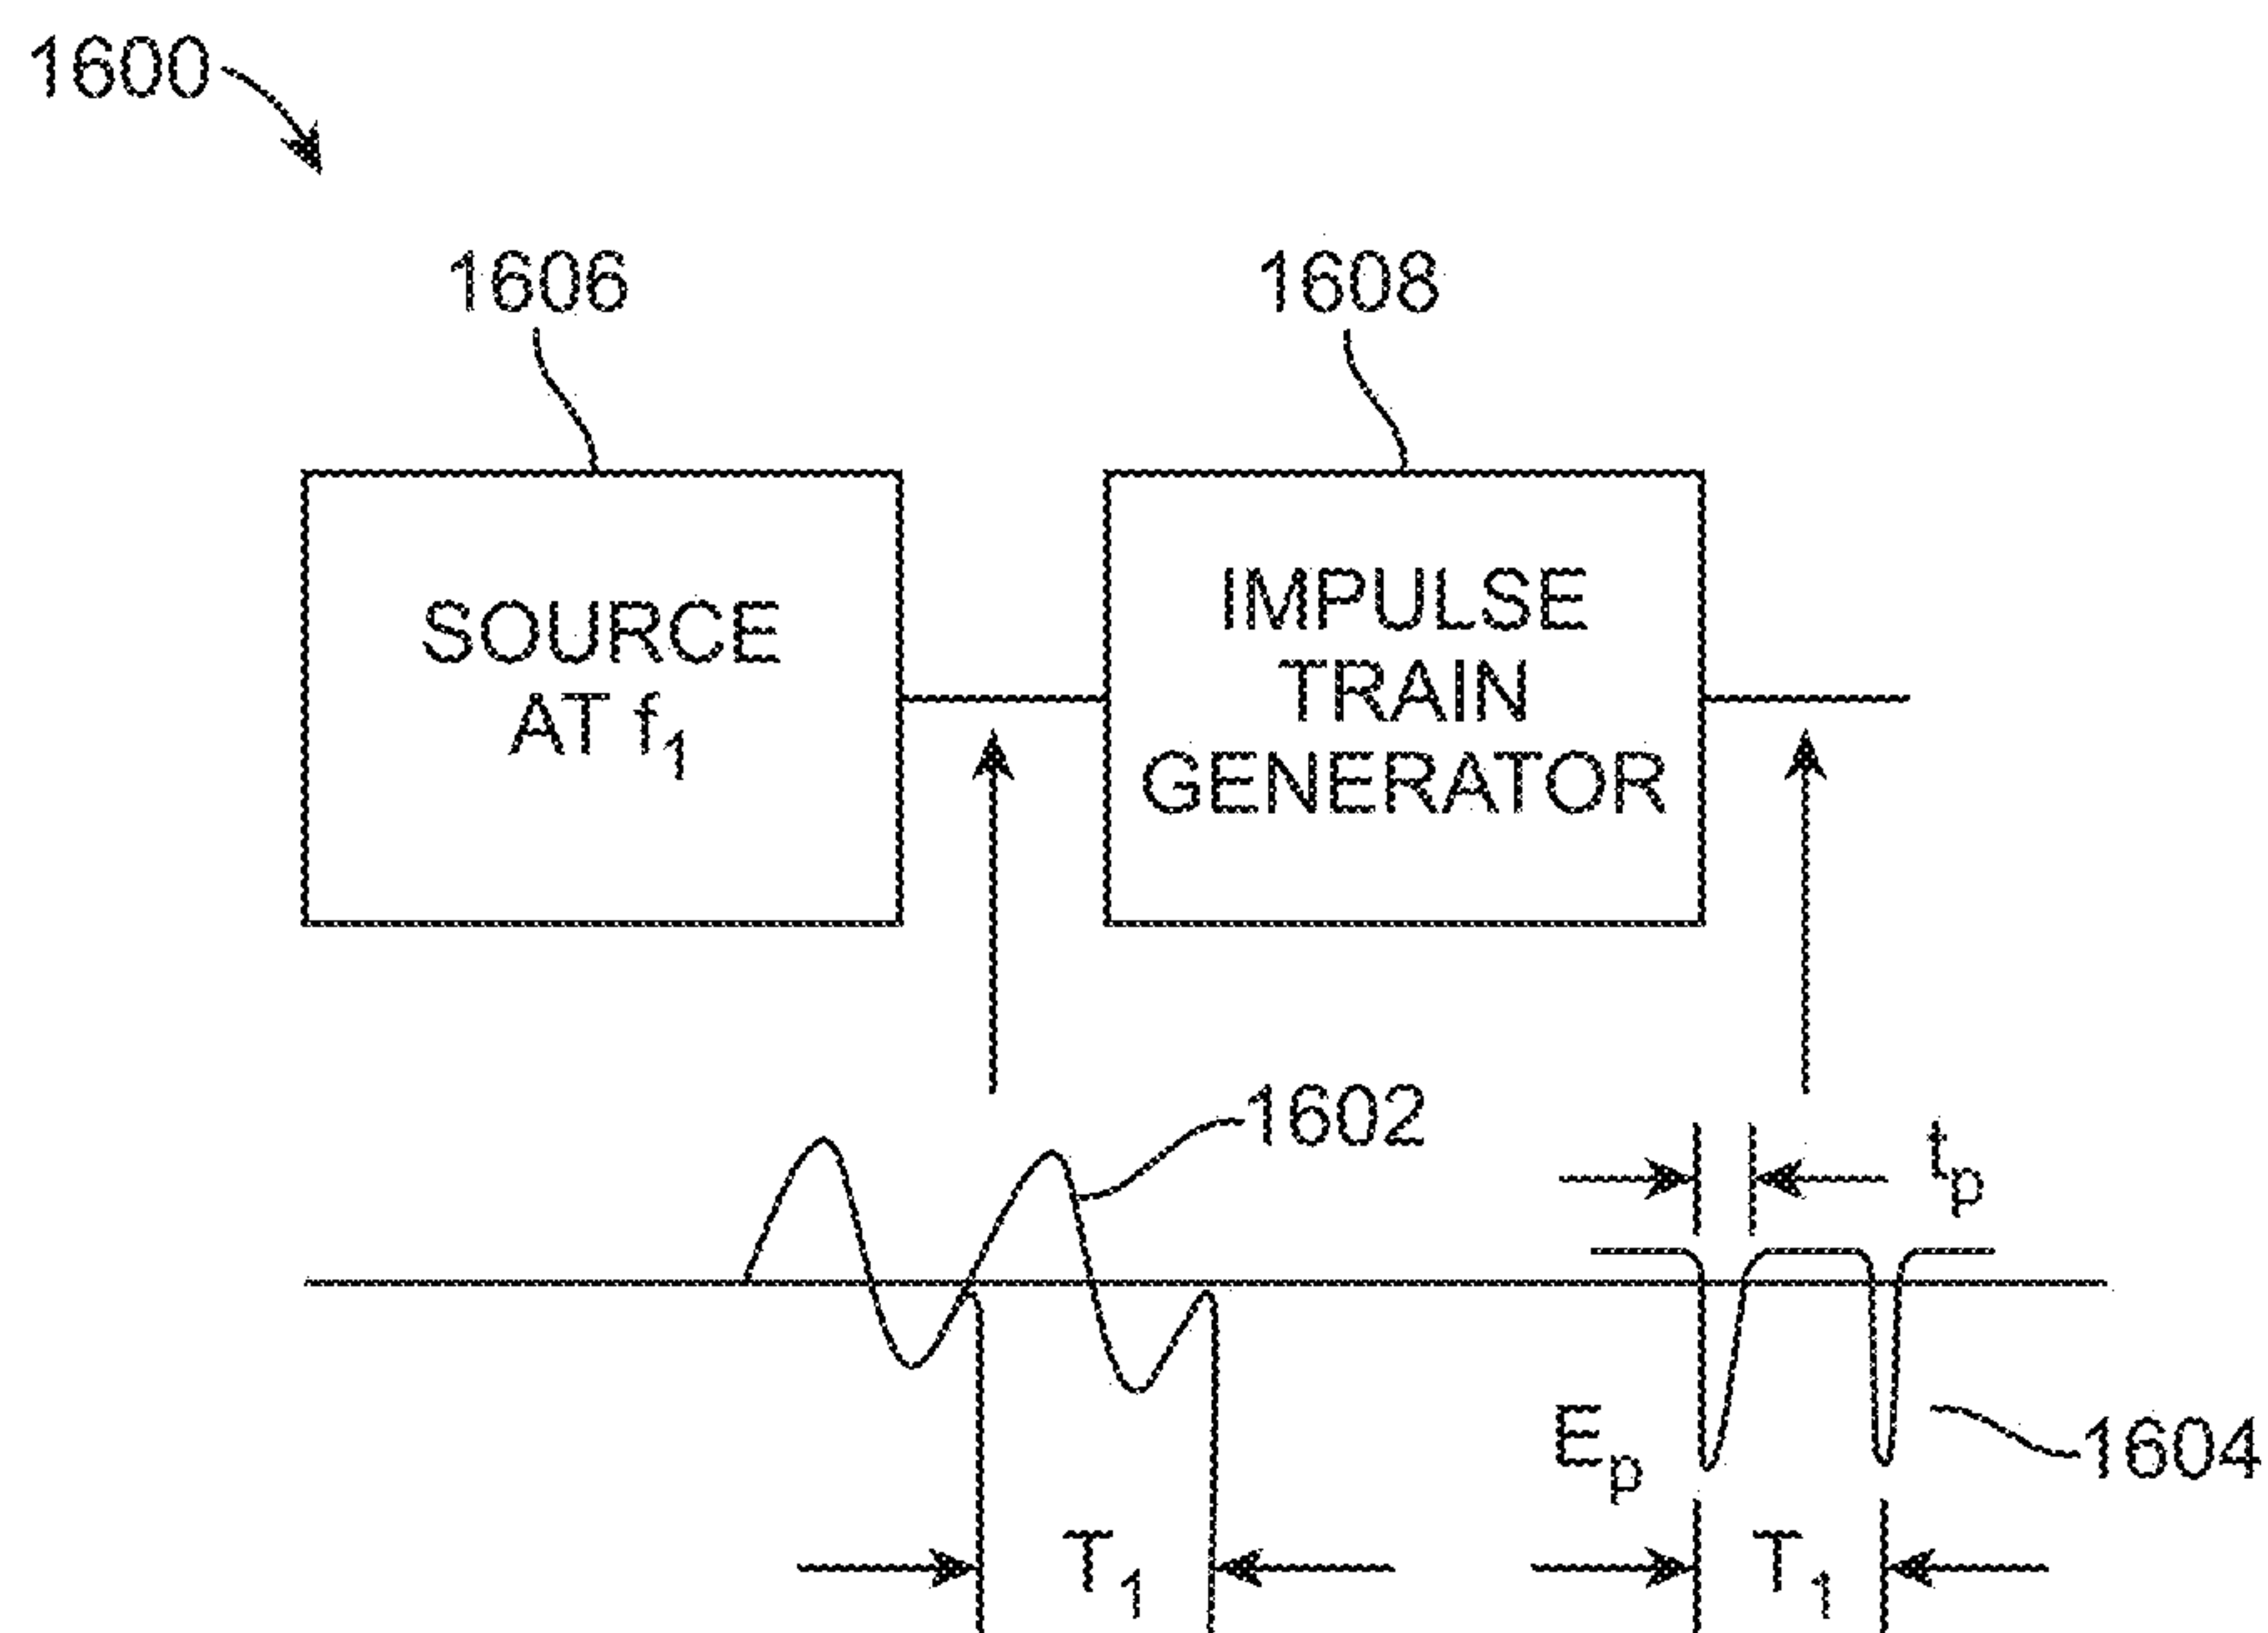 1600
1606
1608
SOURCE
AT f₁
IMPULSE
TRAIN
GENERATOR
1602
tₚ
Eₚ
1604
T₁
T₁